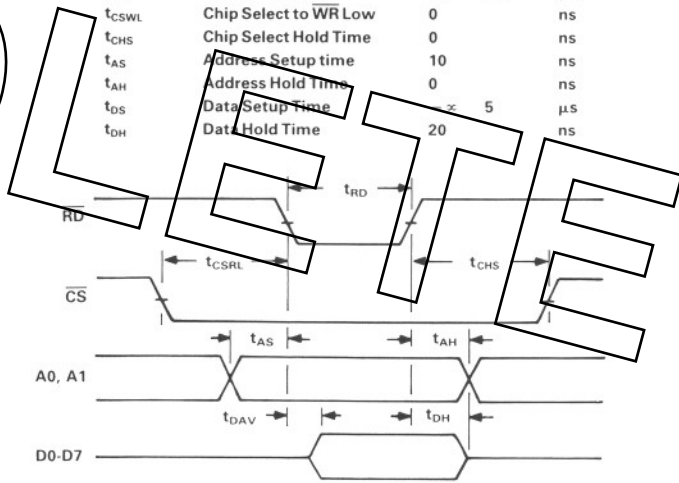 tCSWL Chip Select to WR Low 0 ns
tCHS Chip Select Hold Time 0 ns
tAS Address Setup time 10 ns
tAH Address Hold Time 0 ns
tDS Data Setup Time -∝ 5 μs
tDH Data Hold Time 20 ns
LETE
tRD
RD
tCSRL tCHS
CS
tAS tAH
A0, A1
tDAV tDH
D0-D7